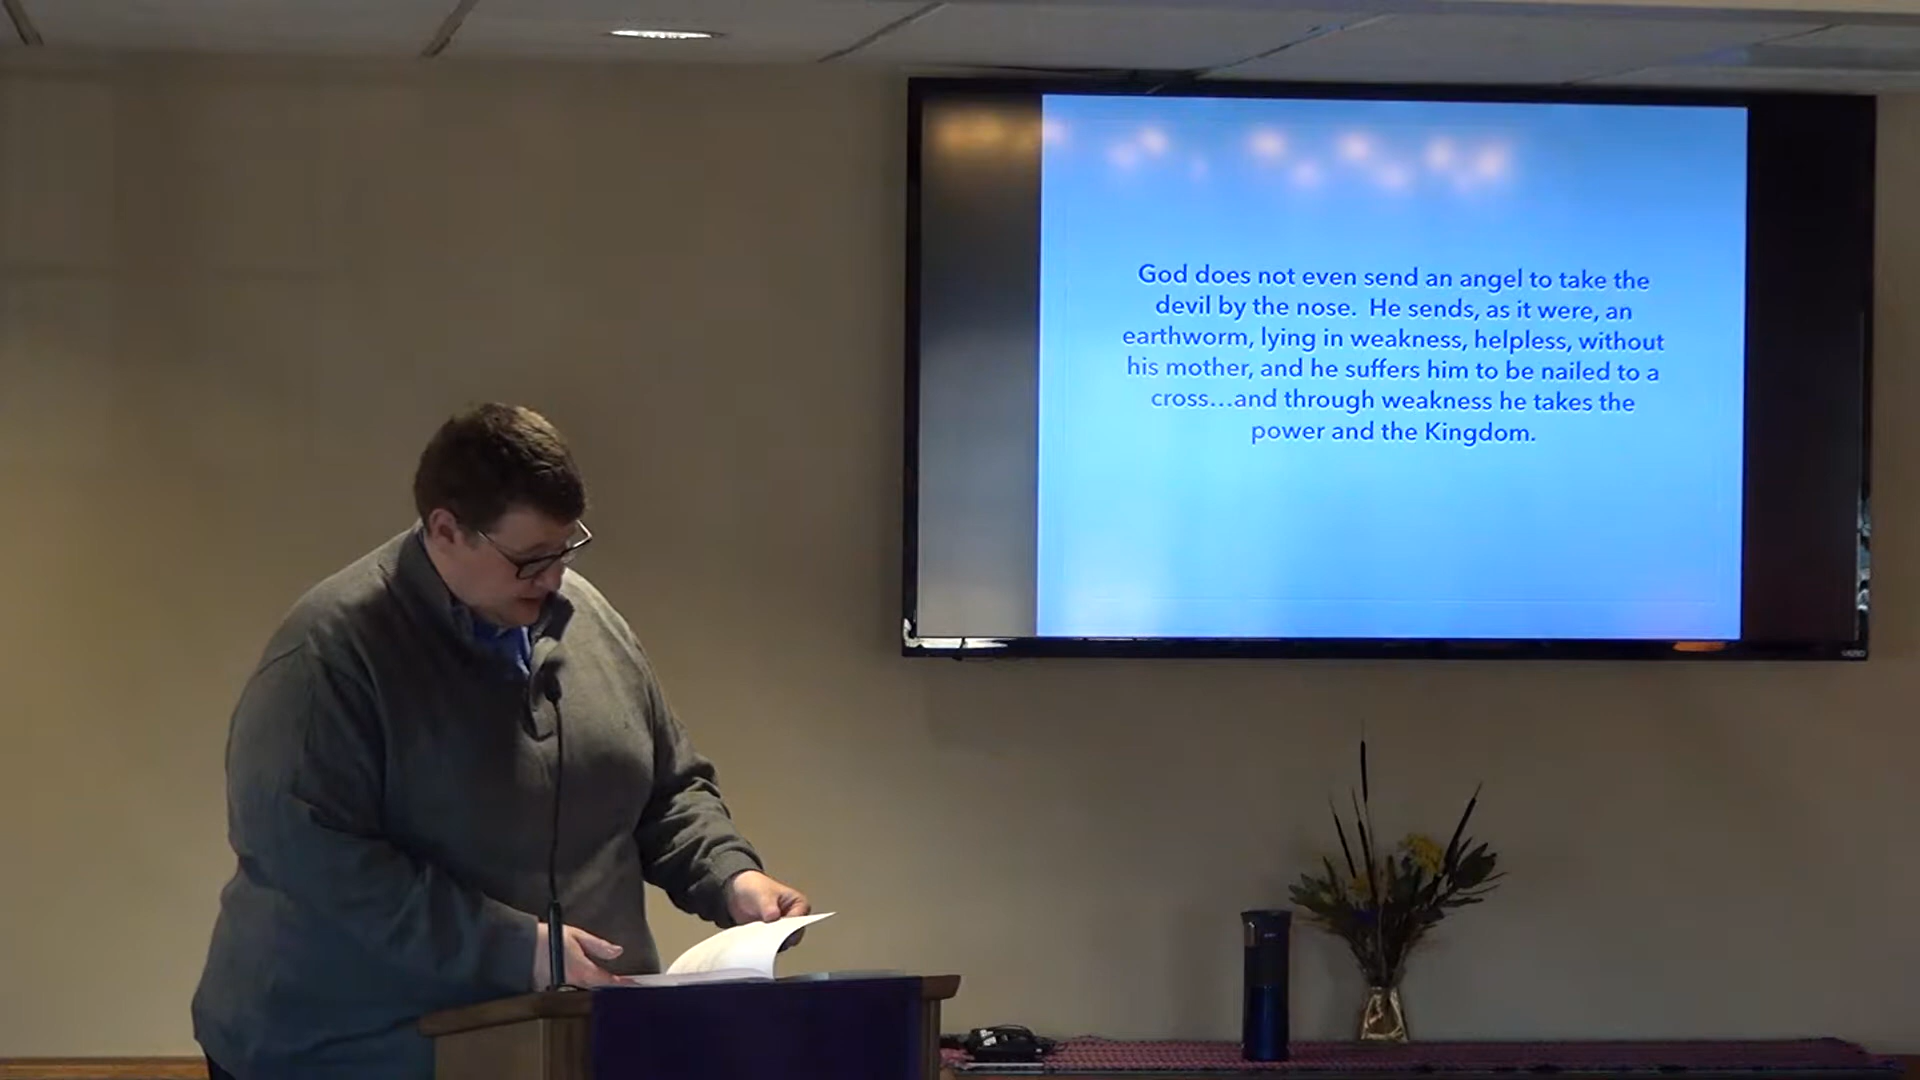 God does not even send an angel to take the
devil by the nose.  He sends, as it were, an
earthworm, lying in weakness, helpless, without
his mother, and he suffers him to be nailed to a
cross…and through weakness he takes the
power and the Kingdom.
VIZIO